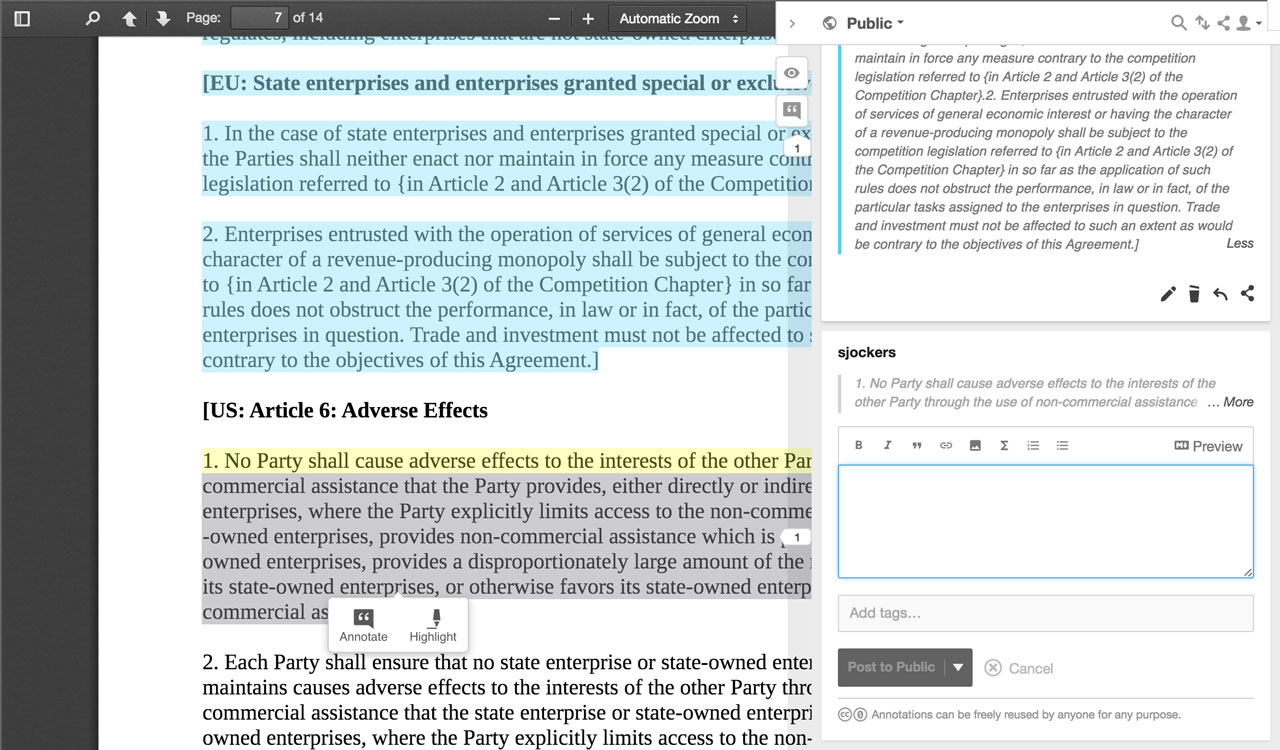 Page: 7 of 14
Automatic Zoom
Public
regulates, including enterprises that are not state-owned
[EU: State enterprises and enterprises granted special or
1. In the case of state enterprises and enterprises granted special or
the Parties shall neither enact nor maintain in force any measure
legislation referred to {in Article 2 and Article 3(2) of the Competition
2. Enterprises entrusted with the operation of services of general
character of a revenue-producing monopoly shall be subject to the
to {in Article 2 and Article 3(2) of the Competition Chapter} in so far
rules does not obstruct the performance, in law or in fact, of the
enterprises in question. Trade and investment must not be affected to
contrary to the objectives of this Agreement.]
[US: Article 6: Adverse Effects
1. No Party shall cause adverse effects to the interests of the other
commercial assistance that the Party provides, either directly or
enterprises, where the Party explicitly limits access to the
-owned enterprises, provides non-commercial assistance which is
owned enterprises, provides a disproportionately large amount of the
its state-owned enterprises, or otherwise favors its state-owned
commercial
Annotate
Highlight
2. Each Party shall ensure that no state enterprise or state-owned
maintains causes adverse effects to the interests of the other Party
commercial assistance that the state enterprise or state-owned
owned enterprises, where the Party explicitly limits access to the non-
1
1
maintain in force any measure contrary to the competition
legislation referred to {in Article 2 and Article 3(2) of the
Competition Chapter}.2. Enterprises entrusted with the operation
of services of general economic interest or having the character
of a revenue-producing monopoly shall be subject to the
competition legislation referred to {in Article 2 and Article 3(2) of
the Competition Chapter} in so far as the application of such
rules does not obstruct the performance, in law or in fact, of the
particular tasks assigned to the enterprises in question. Trade
and investment must not be affected to such an extent as would
be contrary to the objectives of this Agreement.] Less
sjockers
1. No Party shall cause adverse effects to the interests of the
other Party through the use of non-commercial assistance … More
B I Σ Preview
Add tags…
Post to Public
Cancel
Annotations can be freely reused by anyone for any purpose.